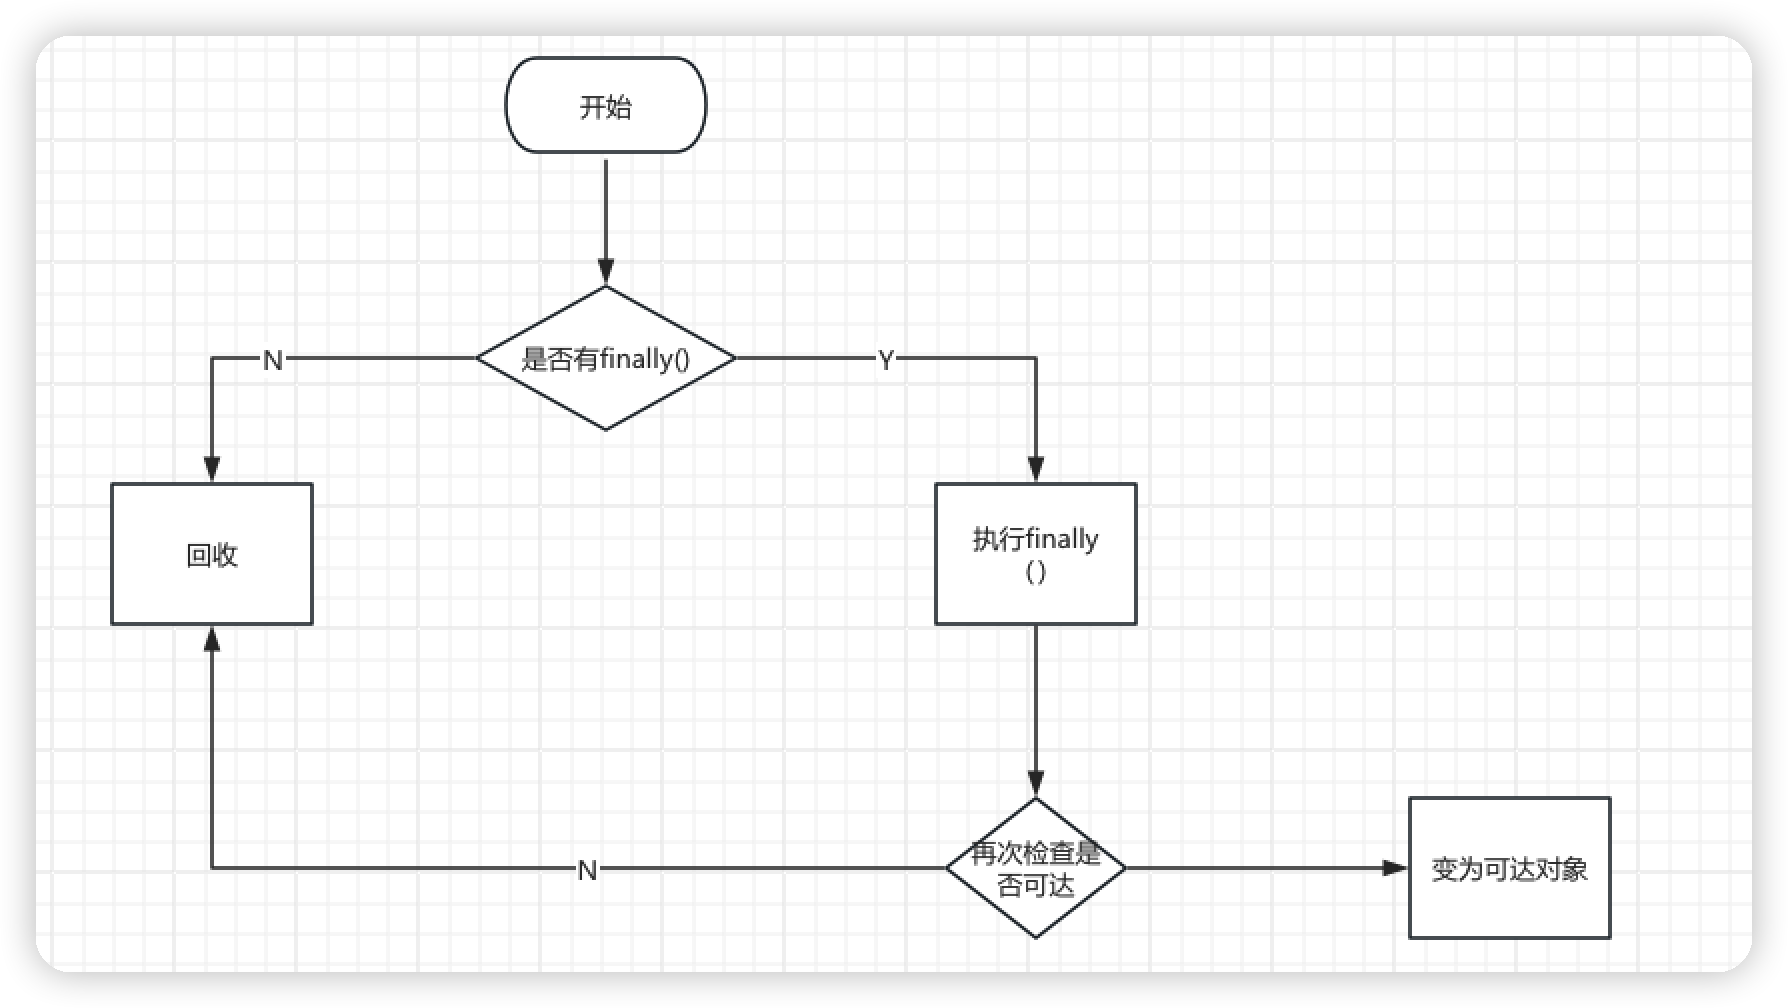 开始
是否有finally()
N
Y
回收
执行finally
()
再次检查是
否可达
N
变为可达对象